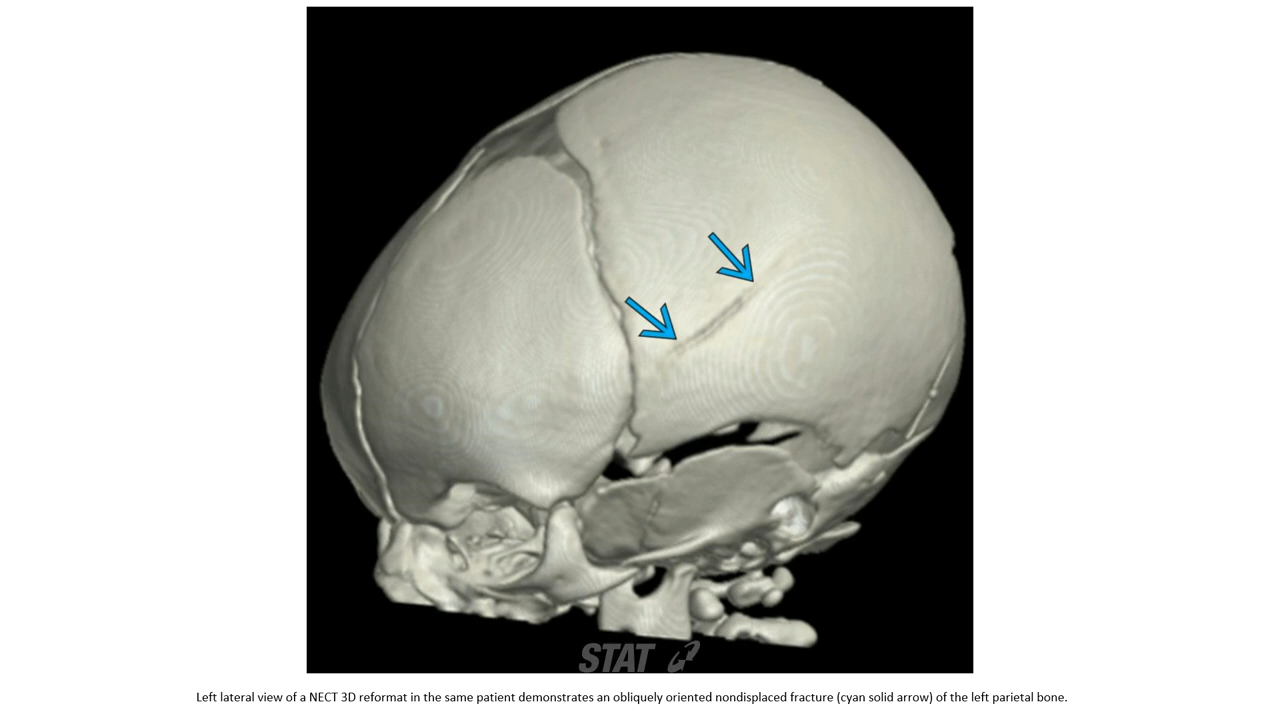 STAT
Left lateral view of a NECT 3D reformat in the same patient demonstrates an obliquely oriented nondisplaced fracture (cyan solid arrow) of the left parietal bone.